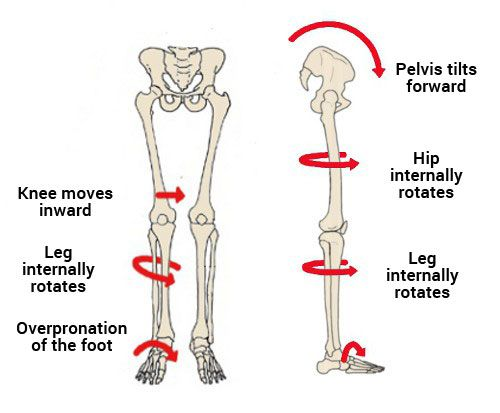 Pelvis tilts
forward
Hip
internally
rotates
Knee moves
inward
Leg
internally
rotates
Leg
internally
rotates
Overpronation
of the foot